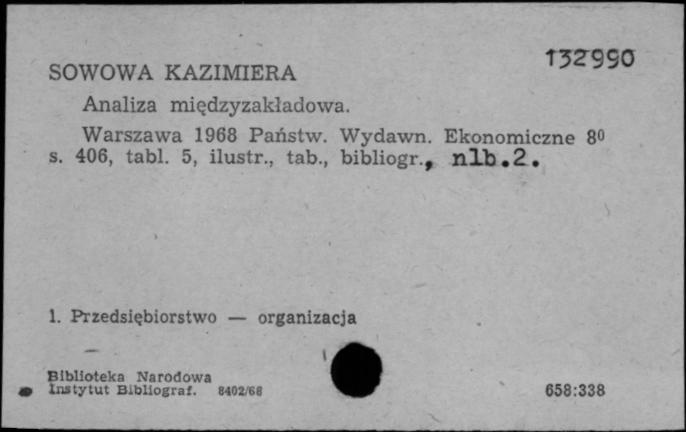 132990
SOWOWA KAZIMIERA
Analiza międzyzakładowa.
Warszawa 1968 Państw. Wydawn. Ekonomiczne 8⁰
s. 406, tabl. 5, ilustr., tab., bibliogr., nlb.2.
1. Przedsiębiorstwo — organizacja
Biblioteka Narodowa
Instytut Bibliograf. 8402/68
658:338